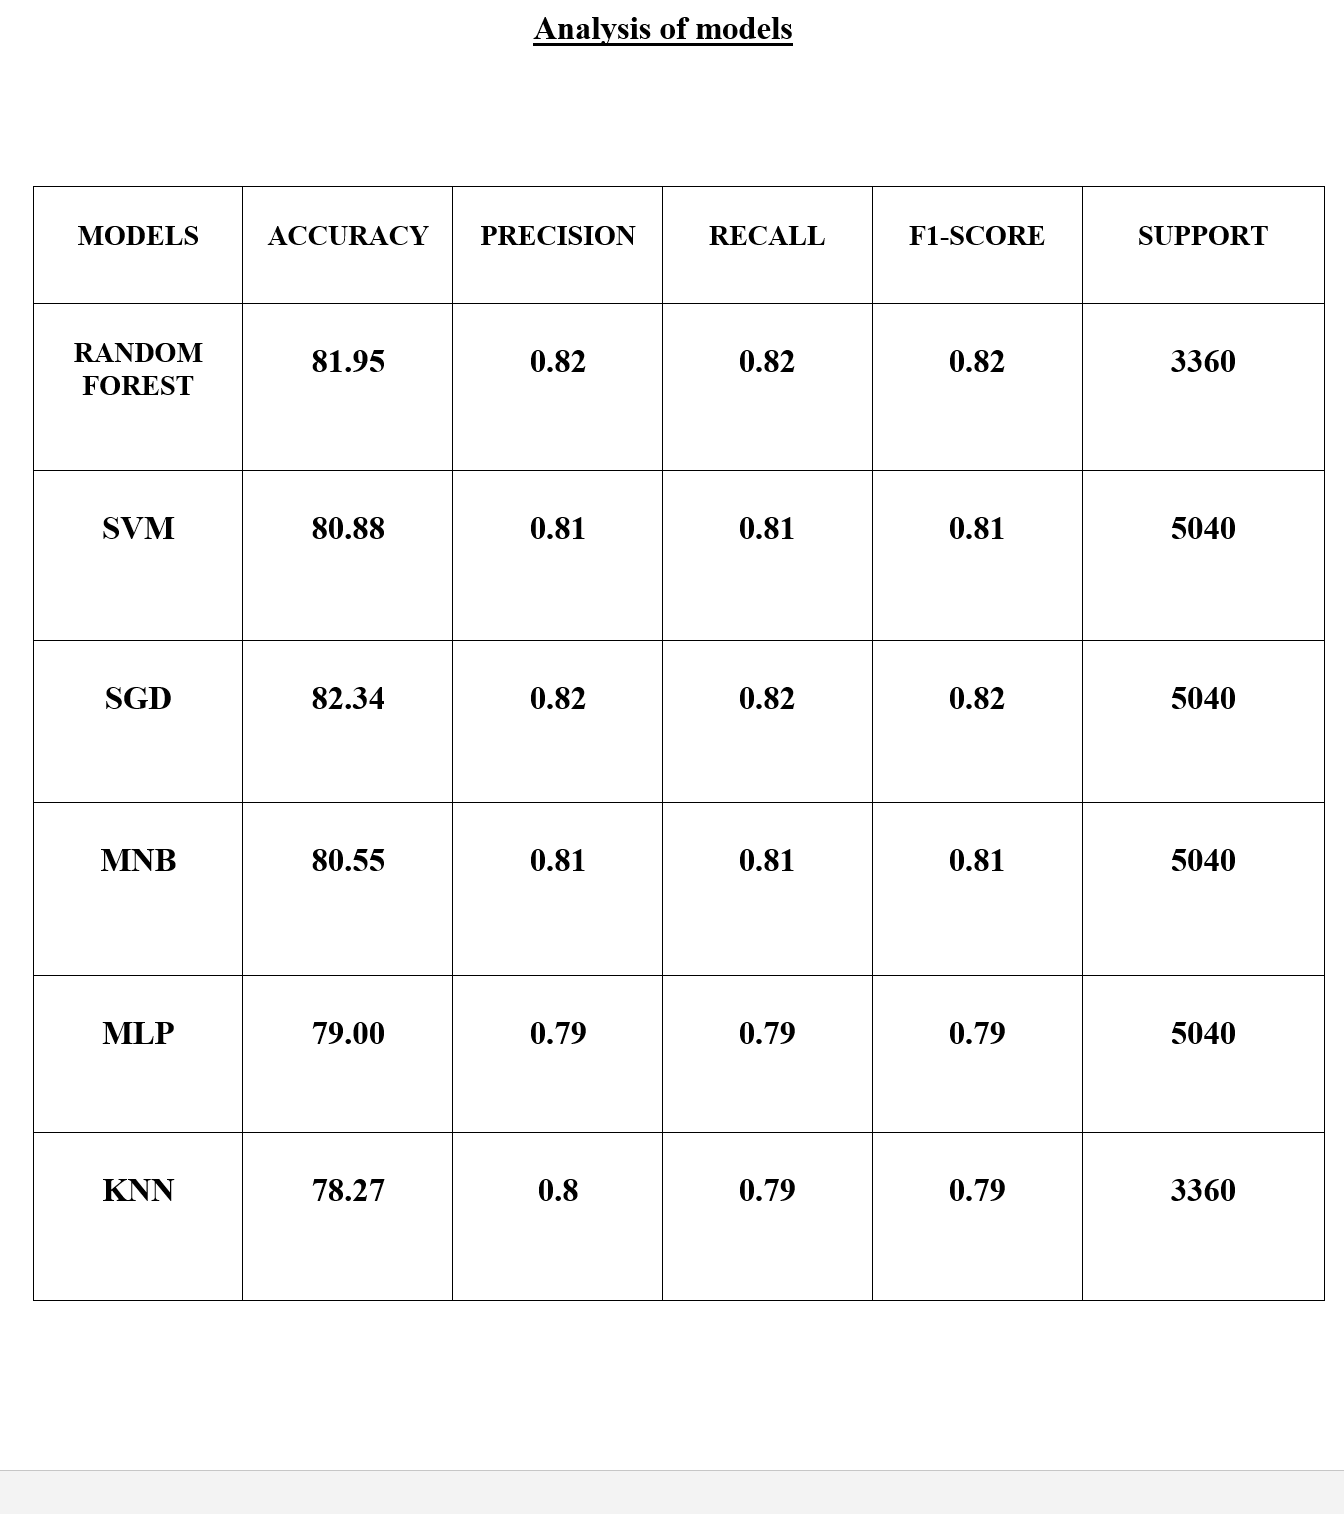 Analysis of models
MODELS ACCURACY PRECISION RECALL F1-SCORE SUPPORT
RANDOM
FOREST 81.95 0.82 0.82 0.82 3360
SVM 80.88 0.81 0.81 0.81 5040
SGD 82.34 0.82 0.82 0.82 5040
MNB 80.55 0.81 0.81 0.81 5040
MLP 79.00 0.79 0.79 0.79 5040
KNN 78.27 0.8 0.79 0.79 3360